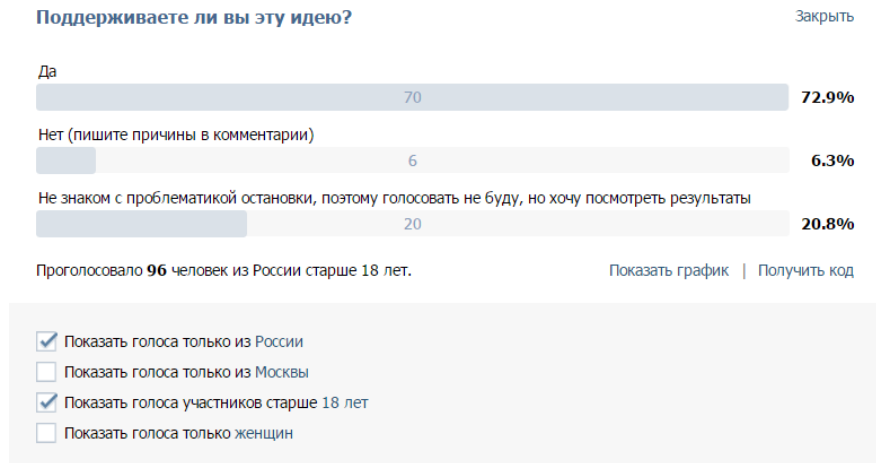 Поддерживаете ли вы эту идею? Закрыть
Да
70 72.9%
Нет (пишите причины в комментарии)
6 6.3%
Не знаком с проблематикой остановки, поэтому голосовать не буду, но хочу посмотреть результаты
20 20.8%
Проголосовало 96 человек из России старше 18 лет. Показать график | Получить код
Показать голоса только из России
Показать голоса только из Москвы
Показать голоса участников старше 18 лет
Показать голоса только женщин